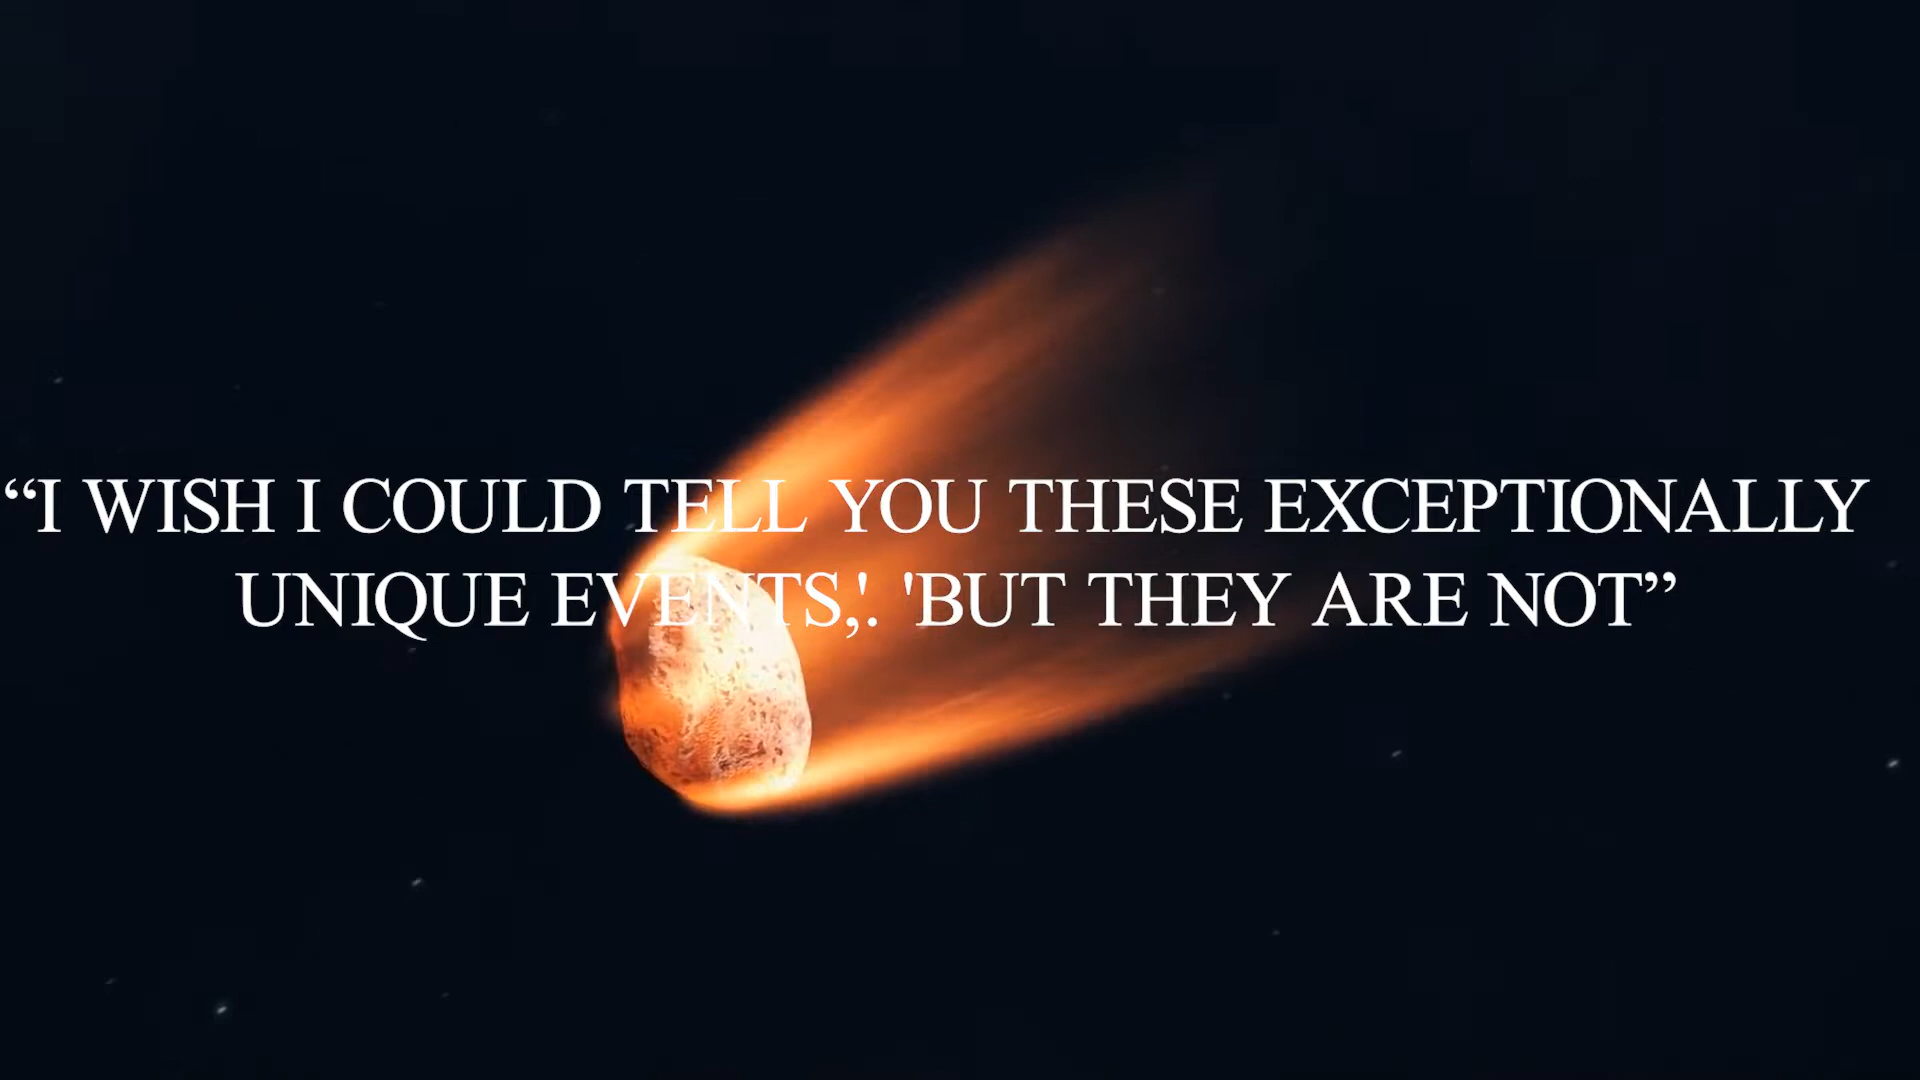 “I WISH I COULD TELL YOU THESE EXCEPTIONALLY
UNIQUE EVENTS,'. 'BUT THEY ARE NOT”